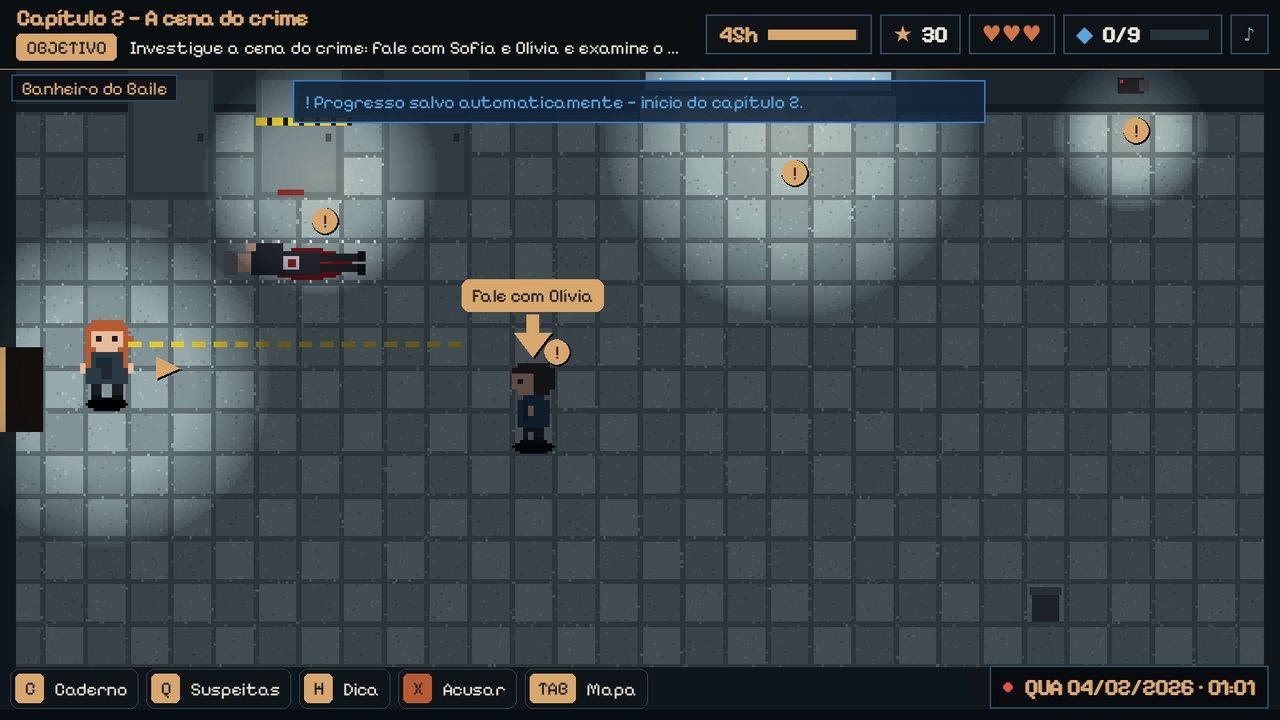 Capítulo 2 - A cena do crime
OBJETIVO Investigue a cena do crime: fale com Sofia e Olívia e examine o ...
48h
★ 30
♥♥♥
0/9
♪
Banheiro do Baile
! Progresso salvo automaticamente - início do capítulo 2.
!
!
!
Fale com Olívia
!
C Caderno
Q Suspeitas
H Dica
X Acusar
TAB Mapa
QUA 04/02/2026 · 01:01